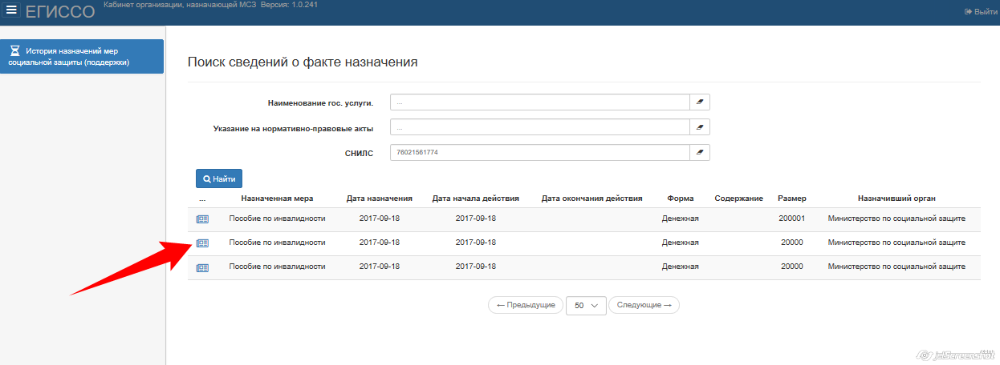 ЕГИССО
Кабинет организации, назначающей МСЗ Версия: 1.0.241
Выйти
История назначений мер
социальной защиты (поддержки)
Поиск сведений о факте назначения
Наименование гос. услуги. ...
Указание на нормативно-правовые акты ...
СНИЛС 76021561774
Найти
... Назначенная мера Дата назначения Дата начала действия Дата окончания действия Форма Содержание Размер Назначивший орган
Пособие по инвалидности 2017-09-18 2017-09-18 Денежная 200001 Министерство по социальной защите
Пособие по инвалидности 2017-09-18 2017-09-18 Денежная 20000 Министерство по социальной защите
Пособие по инвалидности 2017-09-18 2017-09-18 Денежная 20000 Министерство по социальной защите
← Предыдущие 50 Следующие →
jetScreenshot